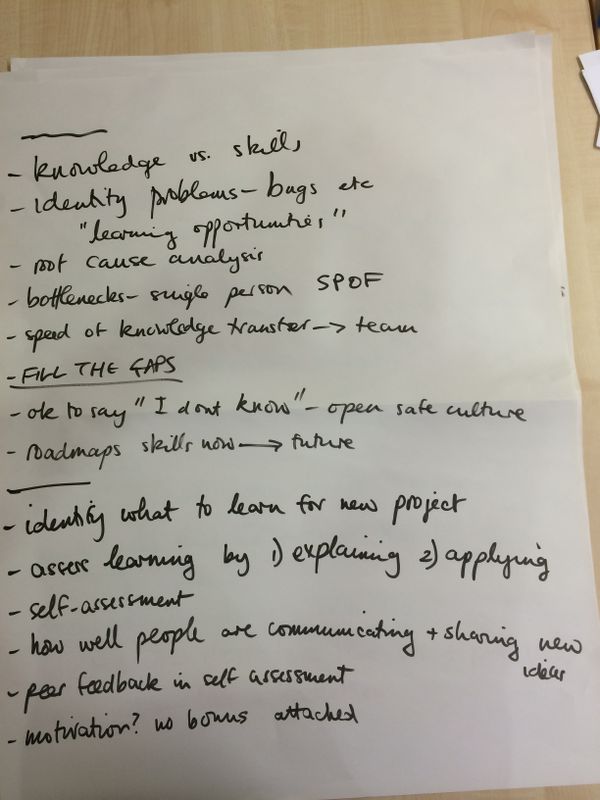 - knowledge vs. skills
- identity problems - bugs etc
"learning opportunities"
- root cause analysis
- bottlenecks - single person SPOF
- speed of knowledge transfer -> team
- FILL THE GAPS
- ok to say "I dont know" - open safe culture
- roadmaps skills now -> future
- identify what to learn for new project
- assess learning by 1) explaining 2) applying
- self-assessment
- how well people are communicating + sharing new
ideas
- peer feedback in self assessment
- motivation? no bonus attached